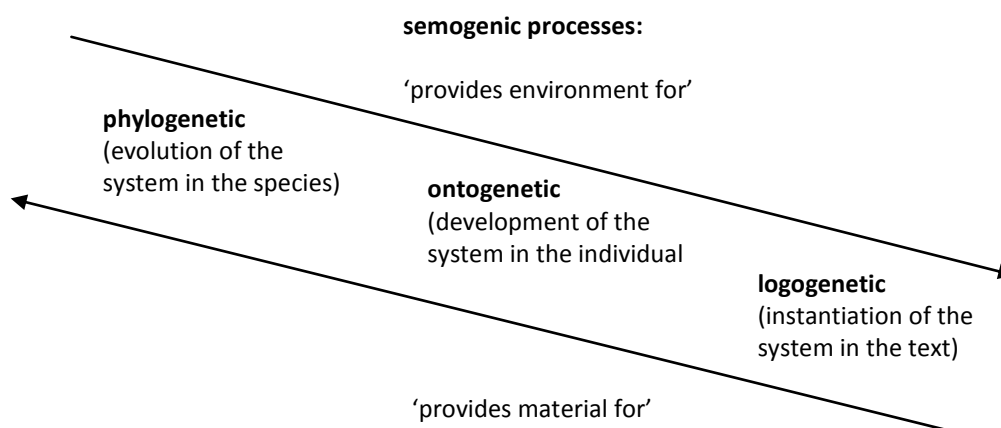 semogenic processes:
‘provides environment for’
phylogenetic
(evolution of the
system in the species)
ontogenetic
(development of the
system in the individual
logogenetic
(instantiation of the
system in the text)
‘provides material for’